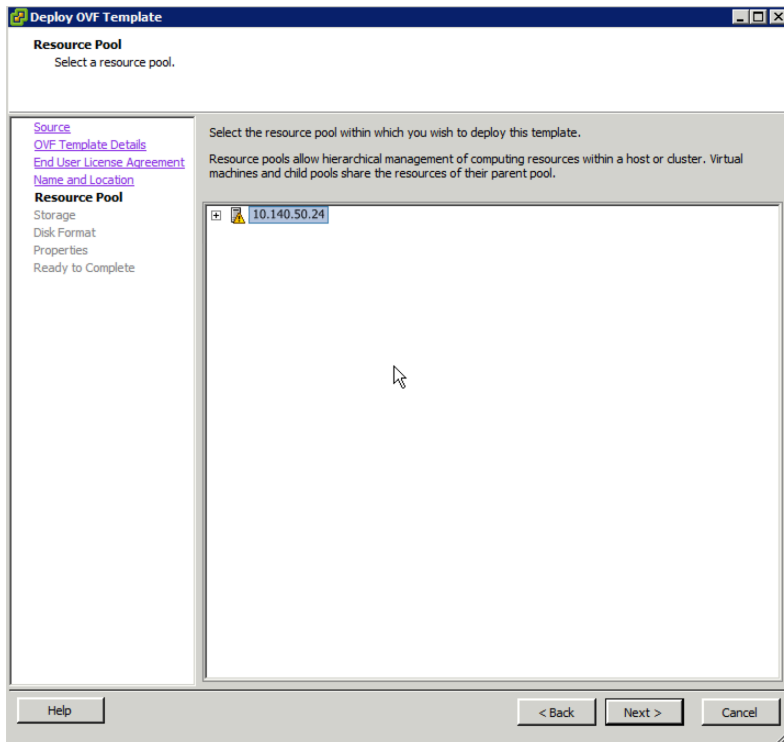 Deploy OVF Template
Resource Pool
Select a resource pool.
Source
OVF Template Details
End User License Agreement
Name and Location
Resource Pool
Storage
Disk Format
Properties
Ready to Complete
Select the resource pool within which you wish to deploy this template.
Resource pools allow hierarchical management of computing resources within a host or cluster. Virtual
machines and child pools share the resources of their parent pool.
10.140.50.24
Help
< Back
Next >
Cancel